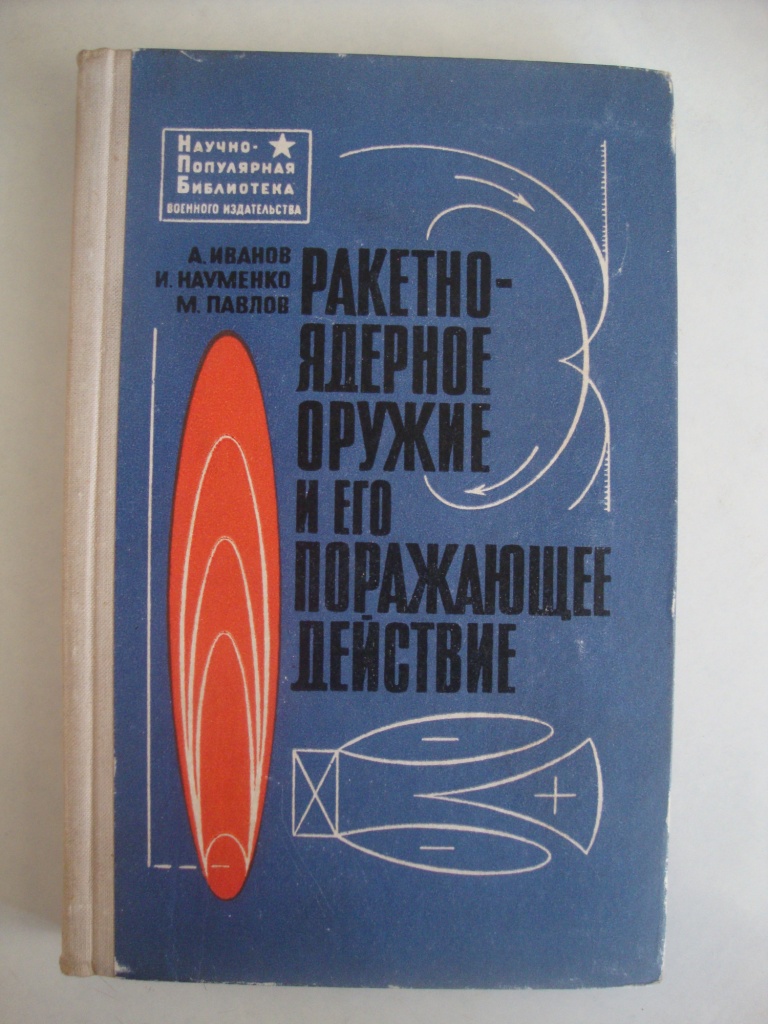 Научно-
Популярная
Библиотека
военного издательства
А. ИВАНОВ
И. НАУМЕНКО
М. ПАВЛОВ
РАКЕТНО-
ЯДЕРНОЕ
ОРУЖИЕ
И ЕГО
ПОРАЖАЮЩЕЕ
ДЕЙСТВИЕ